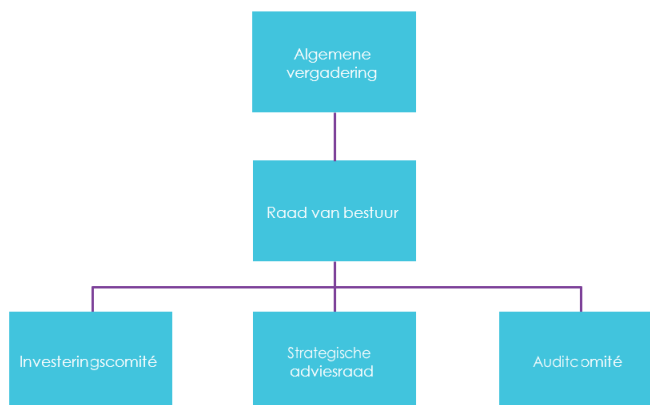 Algemene
vergadering
Raad van bestuur
Investeringscomité
Strategische
adviesraad
Auditcomité